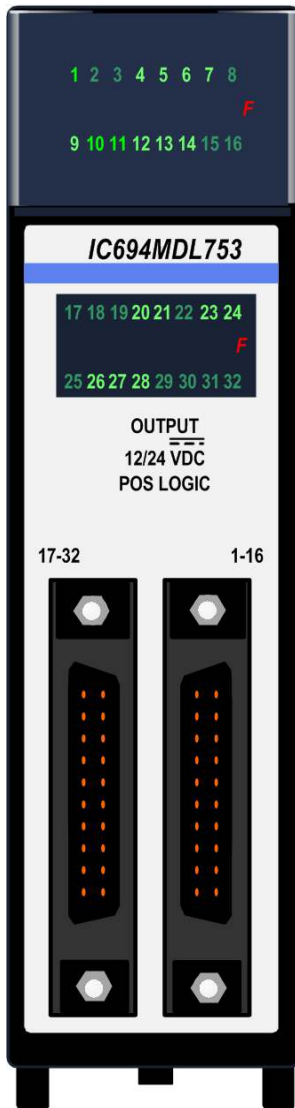 1 2 3 4 5 6 7 8
F
9 10 11 12 13 14 15 16
IC694MDL753
17 18 19 20 21 22 23 24
F
25 26 27 28 29 30 31 32
OUTPUT
12/24 VDC
POS LOGIC
17-32 1-16